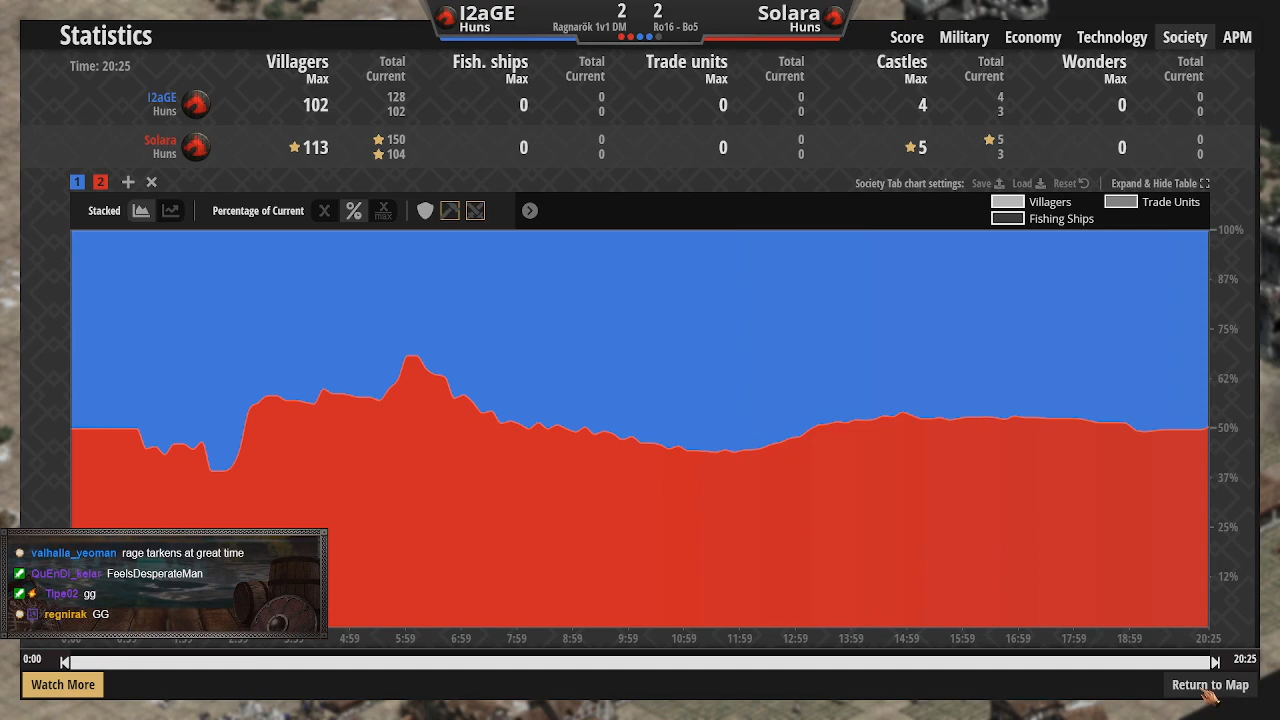 I2aGE 2 2 Solara
Huns Ragnarök 1v1 DM Ro16 - Bo5 Huns
Statistics
Score Military Economy Technology Society APM
Time: 20:25
Villagers Total Fish. ships Total Trade units Total Castles Total Wonders Total
Max Current Max Current Max Current Max Current Max Current
I2aGE 102 128 0 0 0 0 4 4 0 0
Huns 102 0 0 3 0
Solara 113 150 0 0 0 0 5 5 0 0
Huns 104 0 0 3 0
1 2 Society Tab chart settings: Save Load Reset Expand & Hide Table
Stacked Percentage of Current X % X max
Villagers Trade Units
Fishing Ships
100%
87%
75%
62%
50%
37%
25%
12%
valhalla_yeoman rage tarkens at great time
QuEnDi_kelar FeelsDesperateMan
Tipe02 gg
regnirak GG
4:59 5:59 6:59 7:59 8:59 9:59 10:59 11:59 12:59 13:59 14:59 15:59 16:59 17:59 18:59 20:25
0:00 20:25
Watch More Return to Map